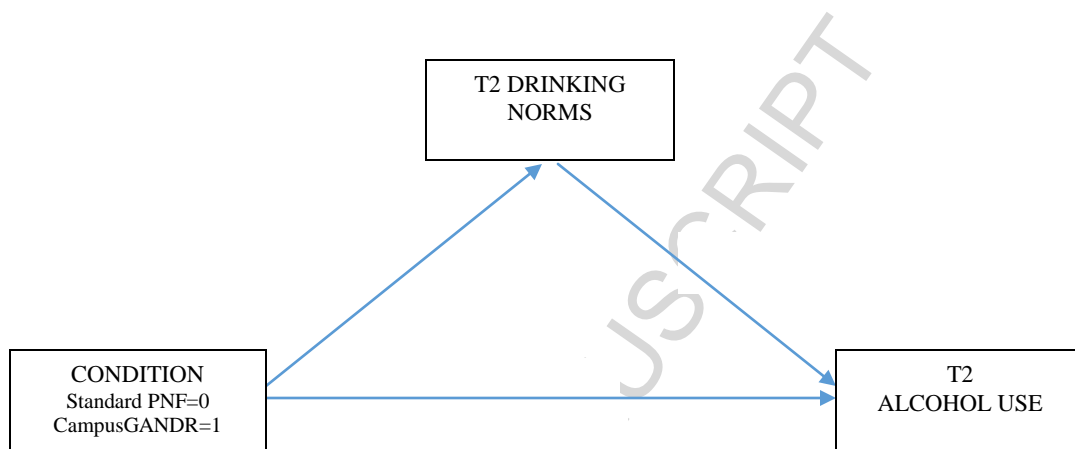 T2 DRINKING
NORMS
CONDITION
Standard PNF=0
CampusGANDR=1
T2
ALCOHOL USE